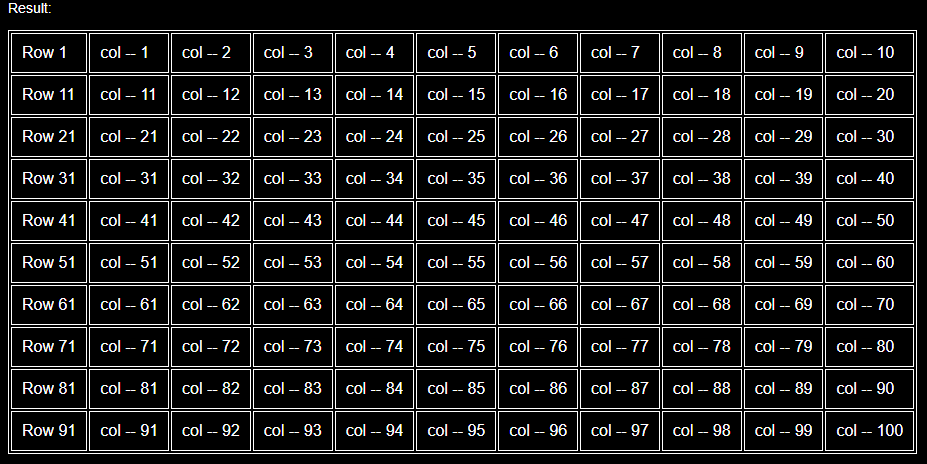 Result:
Row 1 col -- 1 col -- 2 col -- 3 col -- 4 col -- 5 col -- 6 col -- 7 col -- 8 col -- 9 col -- 10
Row 11 col -- 11 col -- 12 col -- 13 col -- 14 col -- 15 col -- 16 col -- 17 col -- 18 col -- 19 col -- 20
Row 21 col -- 21 col -- 22 col -- 23 col -- 24 col -- 25 col -- 26 col -- 27 col -- 28 col -- 29 col -- 30
Row 31 col -- 31 col -- 32 col -- 33 col -- 34 col -- 35 col -- 36 col -- 37 col -- 38 col -- 39 col -- 40
Row 41 col -- 41 col -- 42 col -- 43 col -- 44 col -- 45 col -- 46 col -- 47 col -- 48 col -- 49 col -- 50
Row 51 col -- 51 col -- 52 col -- 53 col -- 54 col -- 55 col -- 56 col -- 57 col -- 58 col -- 59 col -- 60
Row 61 col -- 61 col -- 62 col -- 63 col -- 64 col -- 65 col -- 66 col -- 67 col -- 68 col -- 69 col -- 70
Row 71 col -- 71 col -- 72 col -- 73 col -- 74 col -- 75 col -- 76 col -- 77 col -- 78 col -- 79 col -- 80
Row 81 col -- 81 col -- 82 col -- 83 col -- 84 col -- 85 col -- 86 col -- 87 col -- 88 col -- 89 col -- 90
Row 91 col -- 91 col -- 92 col -- 93 col -- 94 col -- 95 col -- 96 col -- 97 col -- 98 col -- 99 col -- 100